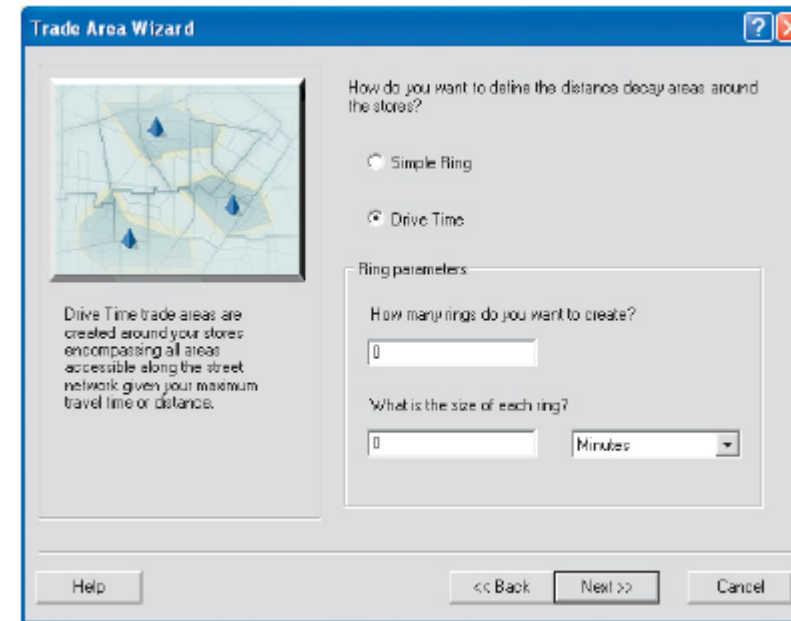 Trade Area Wizard
How do you want to define the distance decay areas around
the stores?
Simple Ring
Drive Time
Drive Time trade areas are
created around your stores
encompassing all areas
accessible along the street
network given your maximum
travel time or distance.
Ring parameters
How many rings do you want to create?
0
What is the size of each ring?
0
Minutes
Help
<< Back
Next >>
Cancel